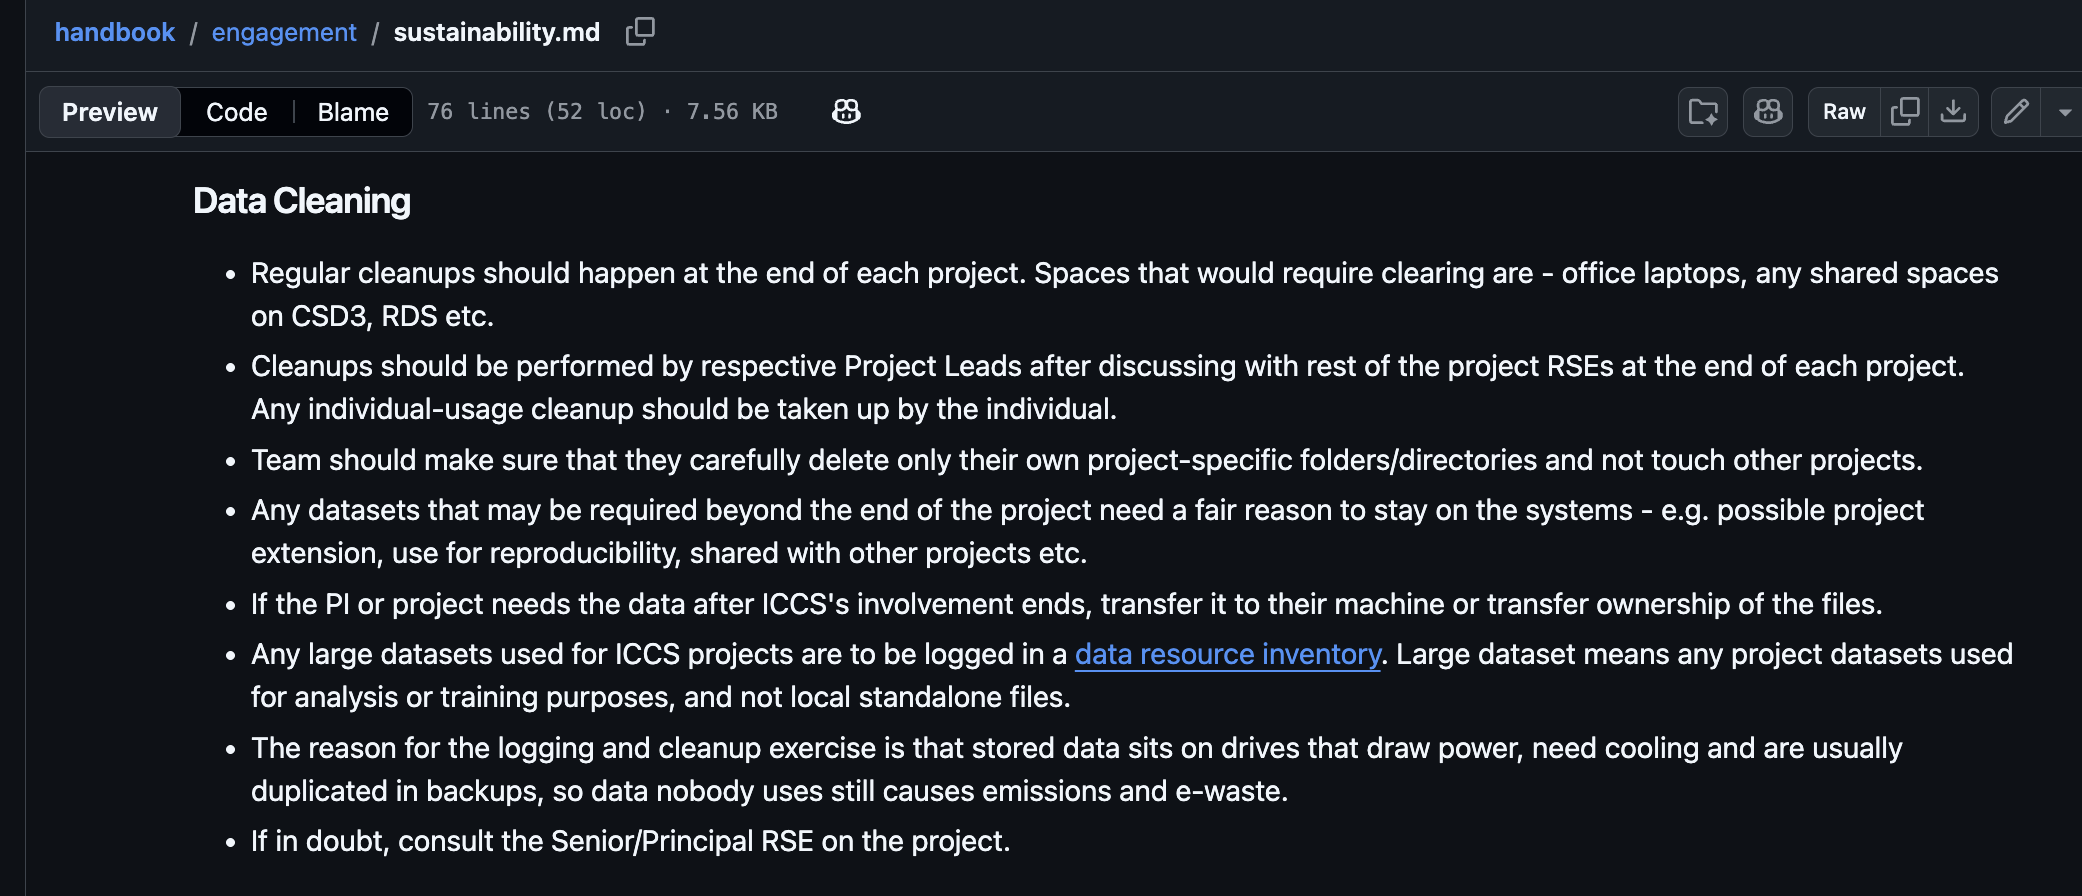 handbook / engagement / sustainability.md
Preview Code Blame 76 lines (52 loc) · 7.56 KB Raw
Data Cleaning
• Regular cleanups should happen at the end of each project. Spaces that would require clearing are - office laptops, any shared spaces
on CSD3, RDS etc.
• Cleanups should be performed by respective Project Leads after discussing with rest of the project RSEs at the end of each project.
Any individual-usage cleanup should be taken up by the individual.
• Team should make sure that they carefully delete only their own project-specific folders/directories and not touch other projects.
• Any datasets that may be required beyond the end of the project need a fair reason to stay on the systems - e.g. possible project
extension, use for reproducibility, shared with other projects etc.
• If the PI or project needs the data after ICCS's involvement ends, transfer it to their machine or transfer ownership of the files.
• Any large datasets used for ICCS projects are to be logged in a data resource inventory. Large dataset means any project datasets used
for analysis or training purposes, and not local standalone files.
• The reason for the logging and cleanup exercise is that stored data sits on drives that draw power, need cooling and are usually
duplicated in backups, so data nobody uses still causes emissions and e-waste.
• If in doubt, consult the Senior/Principal RSE on the project.